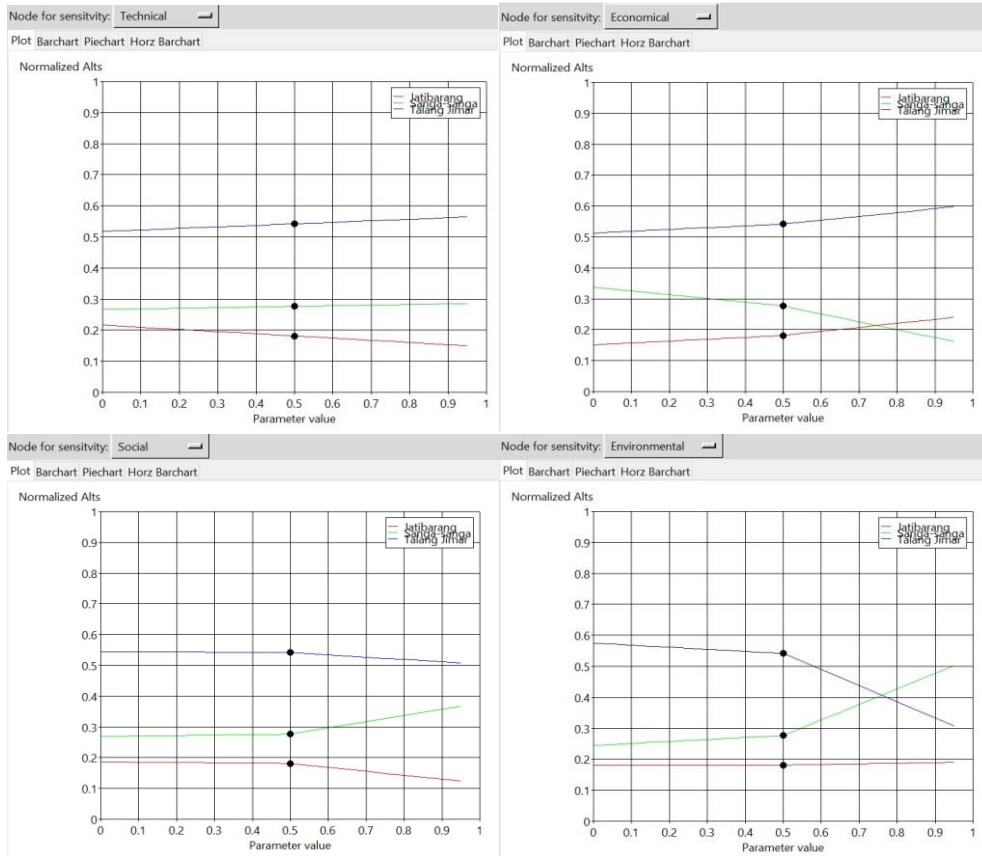 Node for sensitivity: Technical
Plot Barchart Piechart Horz Barchart
Normalized Alts
1
0.9
0.8
0.7
0.6
0.5
0.4
0.3
0.2
0.1
0
Jatibarang
Sanga-sanga
Talang Jimar
0 0.1 0.2 0.3 0.4 0.5 0.6 0.7 0.8 0.9 1
Parameter value
Node for sensitivity: Economical
Plot Barchart Piechart Horz Barchart
Normalized Alts
1
0.9
0.8
0.7
0.6
0.5
0.4
0.3
0.2
0.1
0
Jatibarang
Sanga-sanga
Talang Jimar
0 0.1 0.2 0.3 0.4 0.5 0.6 0.7 0.8 0.9 1
Parameter value
Node for sensitvity: Social
Plot Barchart Piechart Horz Barchart
Normalized Alts
1
0.9
0.8
0.7
0.6
0.5
0.4
0.3
0.2
0.1
0
Jatibarang
Sanga-sanga
Talang Jimar
0 0.1 0.2 0.3 0.4 0.5 0.6 0.7 0.8 0.9 1
Parameter value
Node for sensitvity: Environmental
Plot Barchart Piechart Horz Barchart
Normalized Alts
1
0.9
0.8
0.7
0.6
0.5
0.4
0.3
0.2
0.1
0
Jatibarang
Sanga-sanga
Talang Jimar
0 0.1 0.2 0.3 0.4 0.5 0.6 0.7 0.8 0.9 1
Parameter value